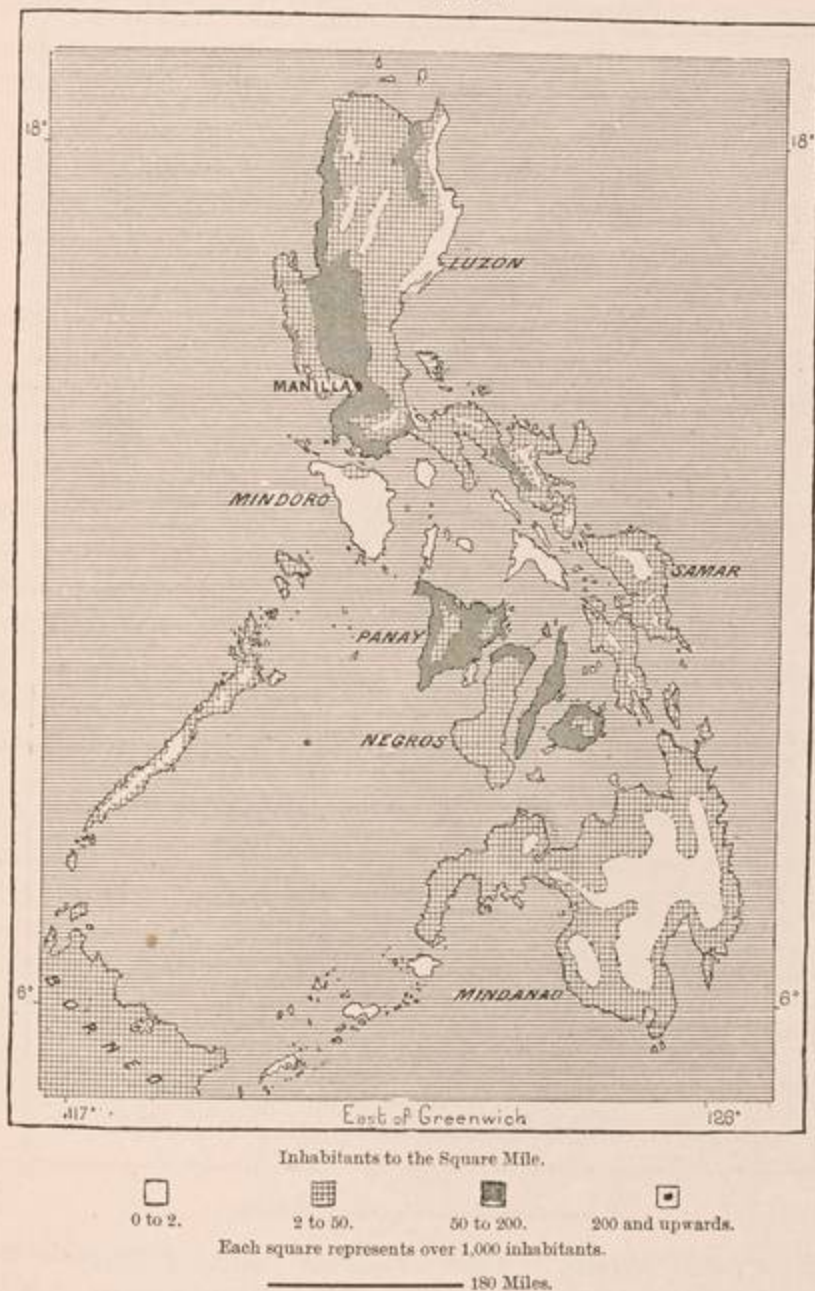 18°
18°
LUZON
MANILLA
MINDORO
SAMAR
PANAY
NEGROS
MINDANAO
6°
6°
BORNEO
117°
126°
East of Greenwich
Inhabitants to the Square Mile.
0 to 2.
2 to 50.
50 to 200.
200 and upwards.
Each square represents over 1,000 inhabitants.
180 Miles.